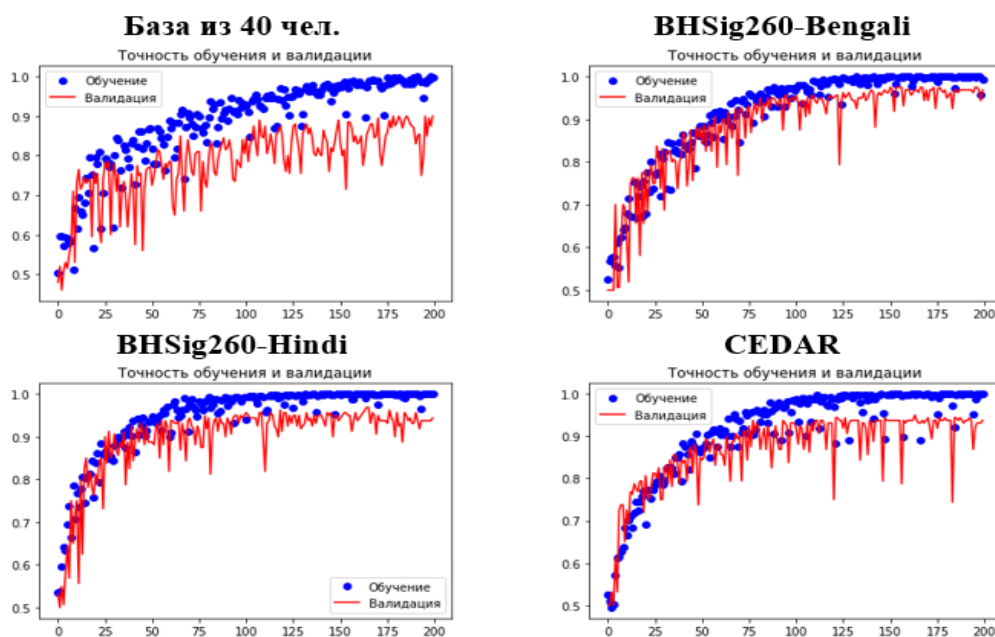 База из 40 чел.
Точность обучения и валидации
1.0
0.9
0.8
0.7
0.6
0.5
Обучение
Валидация
0 25 50 75 100 125 150 175 200
BHSig260-Bengali
Точность обучения и валидации
1.0
0.9
0.8
0.7
0.6
0.5
Обучение
Валидация
0 25 50 75 100 125 150 175 200
BHSig260-Hindi
Точность обучения и валидации
1.0
0.9
0.8
0.7
0.6
0.5
Обучение
Валидация
0 25 50 75 100 125 150 175 200
CEDAR
Точность обучения и валидации
1.0
0.9
0.8
0.7
0.6
0.5
Обучение
Валидация
0 25 50 75 100 125 150 175 200